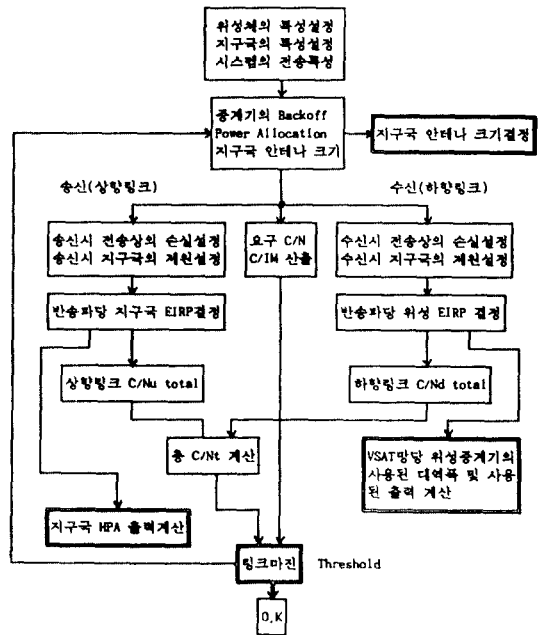 위성체의 특성설정
지구국의 특성설정
시스템의 전송특성
중계기의 Backoff
Power Allocation
지구국 안테나 크기
지구국 안테나 크기결정
송신(상향링크)
수신(하향링크)
송신시 전송상의 손실설정
송신시 지구국의 제원설정
요구 C/N
C/IM 산출
수신시 전송상의 손실설정
수신시 지구국의 제원설정
반송파당 지구국 EIRP결정
반송파당 위성 EIRP 결정
상향링크 C/Nu total
하향링크 C/Nd total
총 C/Nt 계산
VSAT망당 위성중계기의
사용된 대역폭 및 사용
된 출력 계산
지구국 HPA 출력계산
링크마진
Threshold
O.K